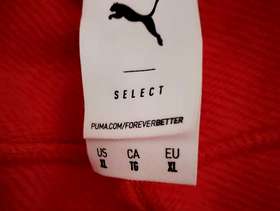 SELECT
PUMA.COM/FOREVERBETTER
US CA EU
XL TG XL